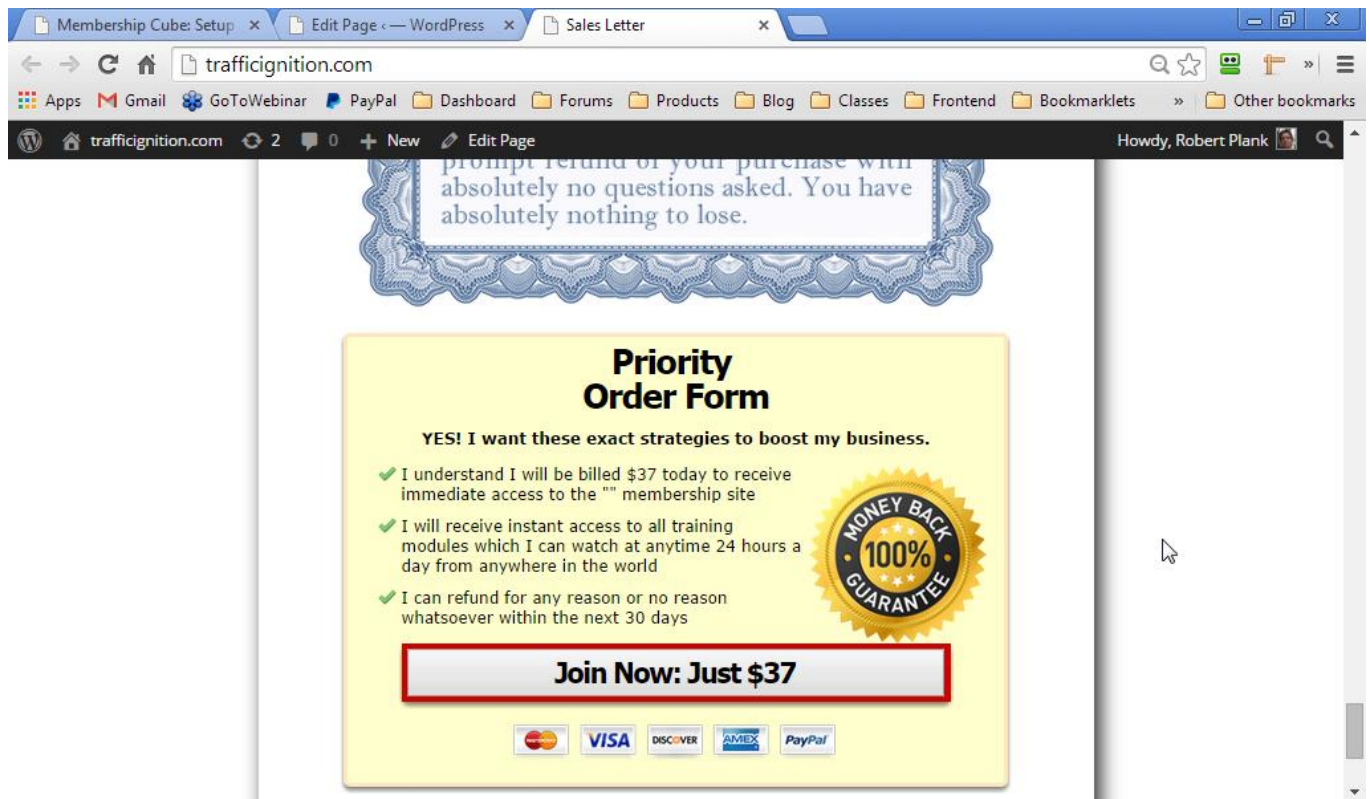 Membership Cube: Setup
Edit Page ‹ — WordPress
Sales Letter
trafficignition.com
Apps Gmail GoToWebinar PayPal Dashboard Forums Products Blog Classes Frontend Bookmarklets » Other bookmarks
trafficignition.com 2 0 + New Edit Page Howdy, Robert Plank
prompt refund of your purchase with
absolutely no questions asked. You have
absolutely nothing to lose.
Priority
Order Form
YES! I want these exact strategies to boost my business.
I understand I will be billed $37 today to receive
immediate access to the "" membership site
I will receive instant access to all training
modules which I can watch at anytime 24 hours a
day from anywhere in the world
I can refund for any reason or no reason
whatsoever within the next 30 days
MONEY BACK
100%
GUARANTEE
Join Now: Just $37
VISA DISCOVER AMEX PayPal